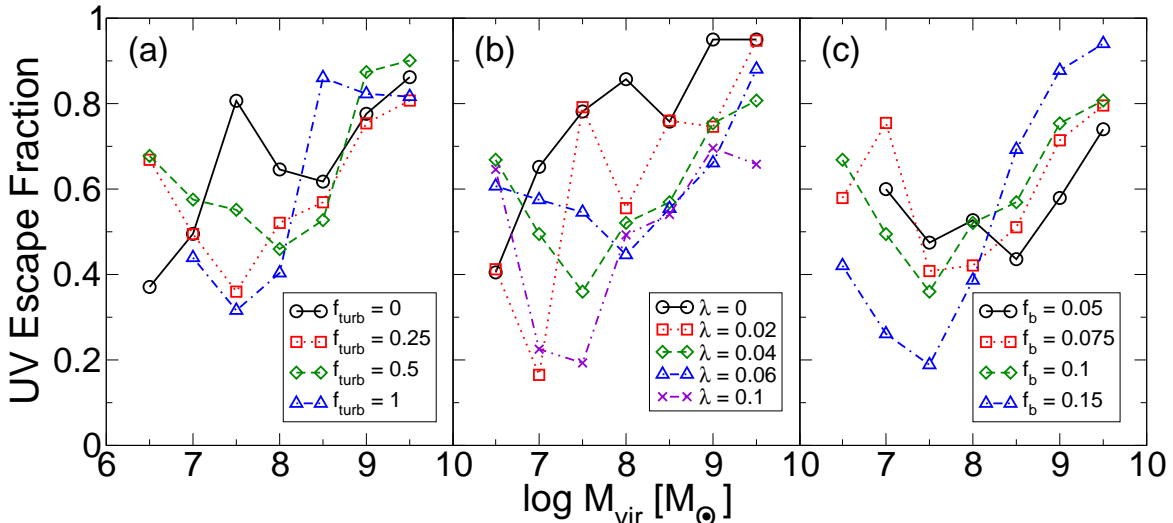 UV Escape Fraction
1
0.8
0.6
0.4
0.2
0
(a)
(b)
(c)
f_turb = 0
f_turb = 0.25
f_turb = 0.5
f_turb = 1
λ = 0
λ = 0.02
λ = 0.04
λ = 0.06
λ = 0.1
f_b = 0.05
f_b = 0.075
f_b = 0.1
f_b = 0.15
6 7 8 9 10 7 8 9 10 7 8 9 10
log M_vir [M_⊙]